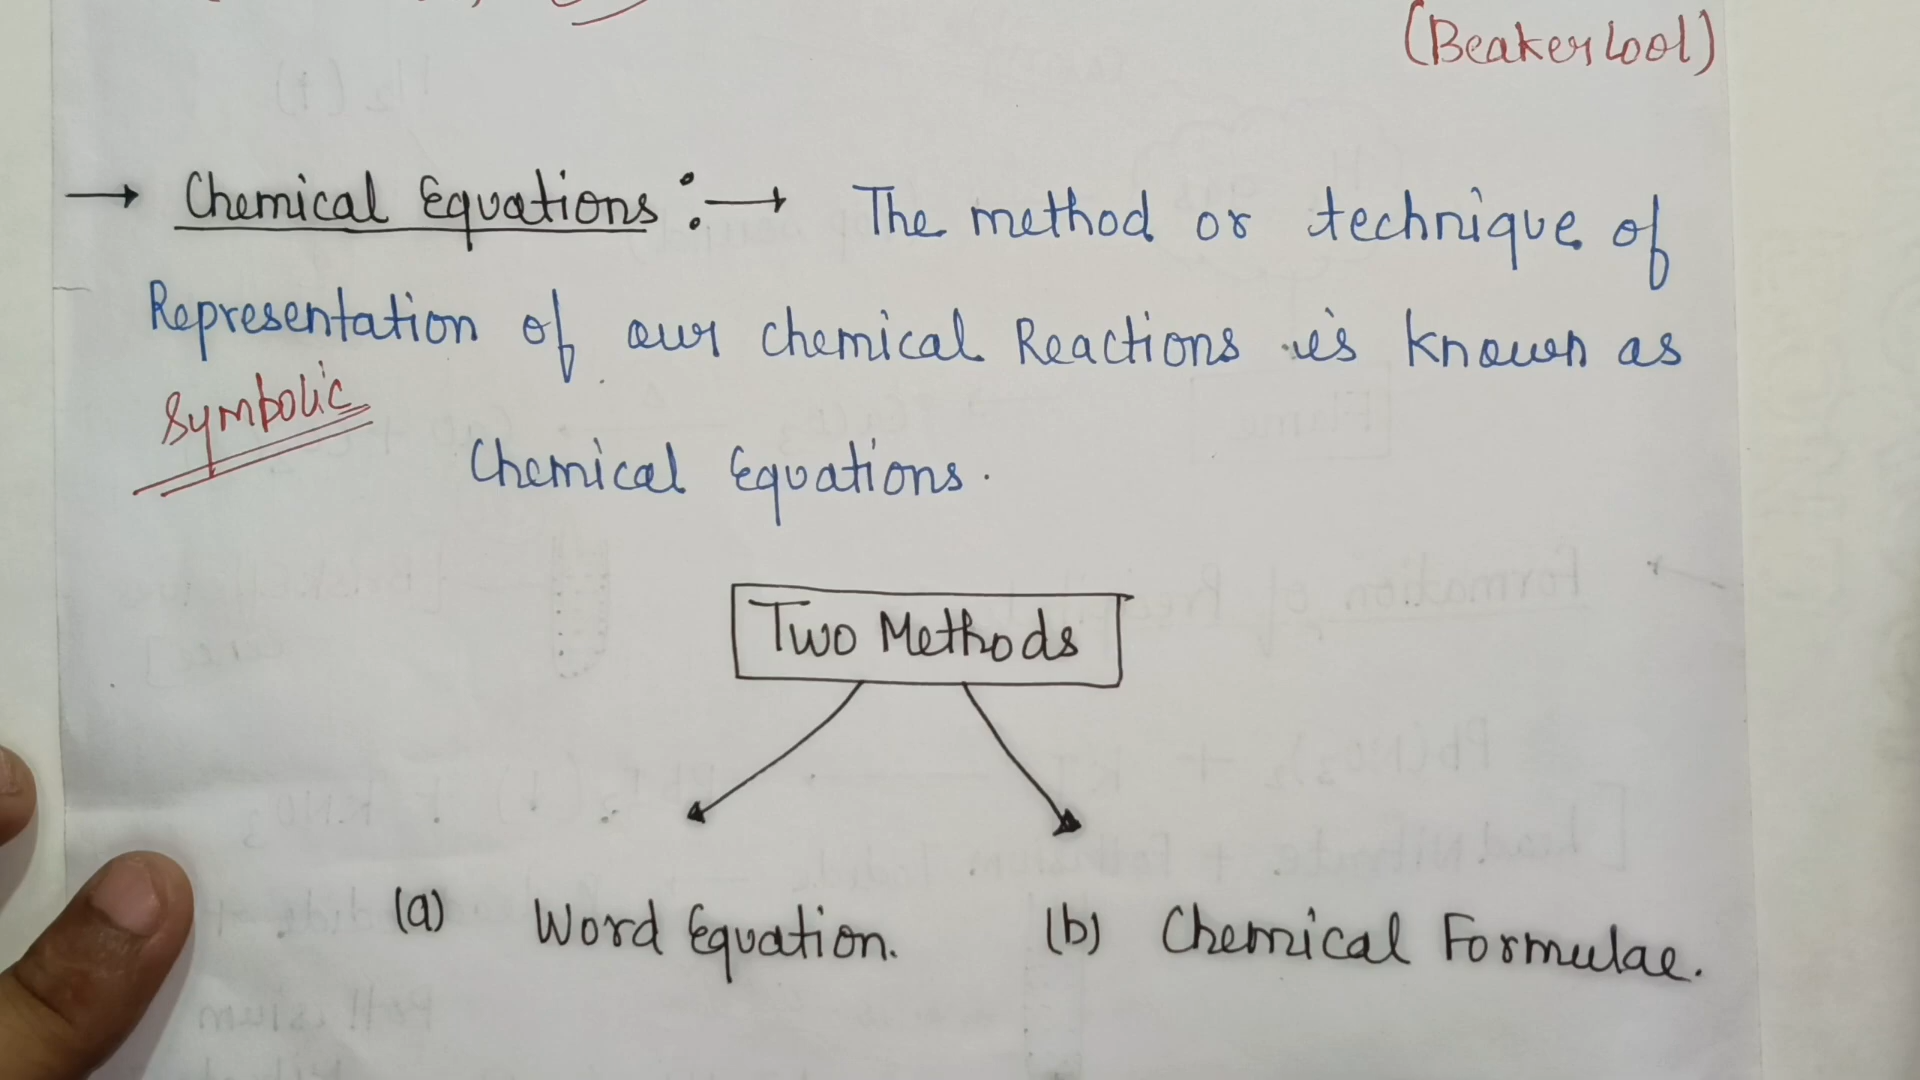 (Beaker Cool)
→ Chemical Equations :→ The method or technique of
Representation of our chemical Reactions is known as
Symbolic
Chemical Equations.
Two Methods
(a) Word Equation. (b) Chemical Formulae.